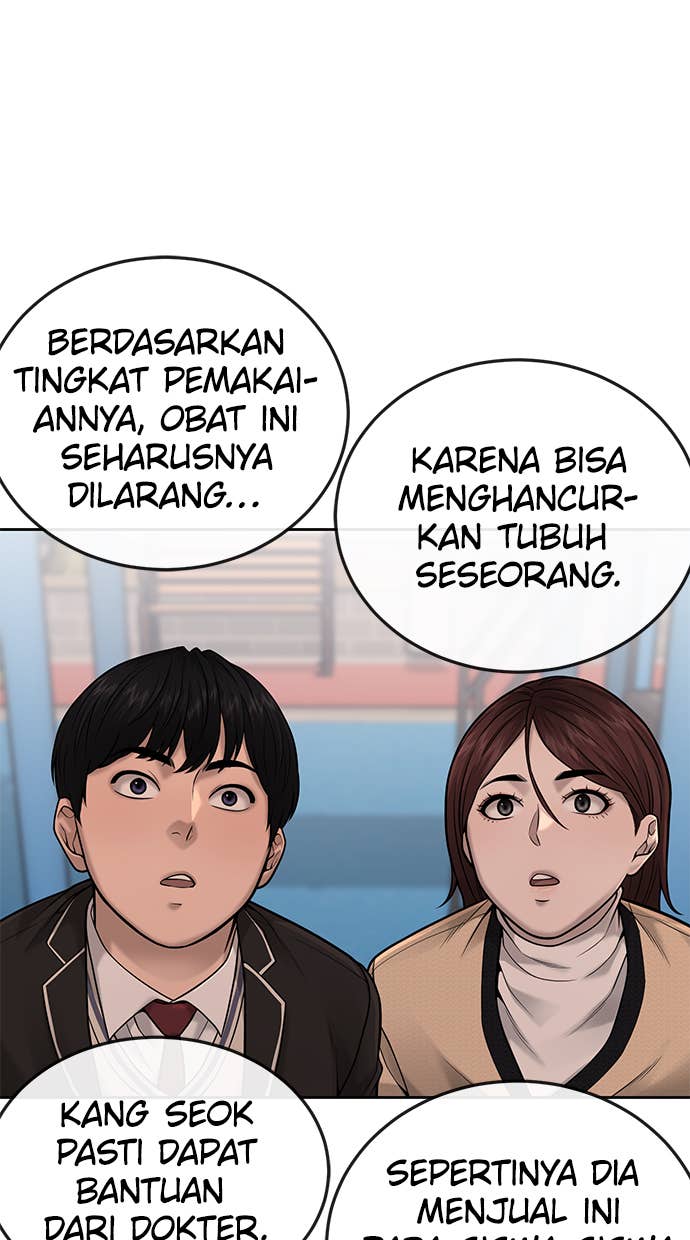 BERDASARKAN
TINGKAT PEMAKAI-
ANNYA, OBAT INI
SEHARUSNYA
DILARANG...
KARENA BISA
MENGHANCUR-
KAN TUBUH
SESEORANG.
KANG SEOK
PASTI DAPAT
BANTUAN
DARI DOKTER.
SEPERTINYA DIA
MENJUAL INI